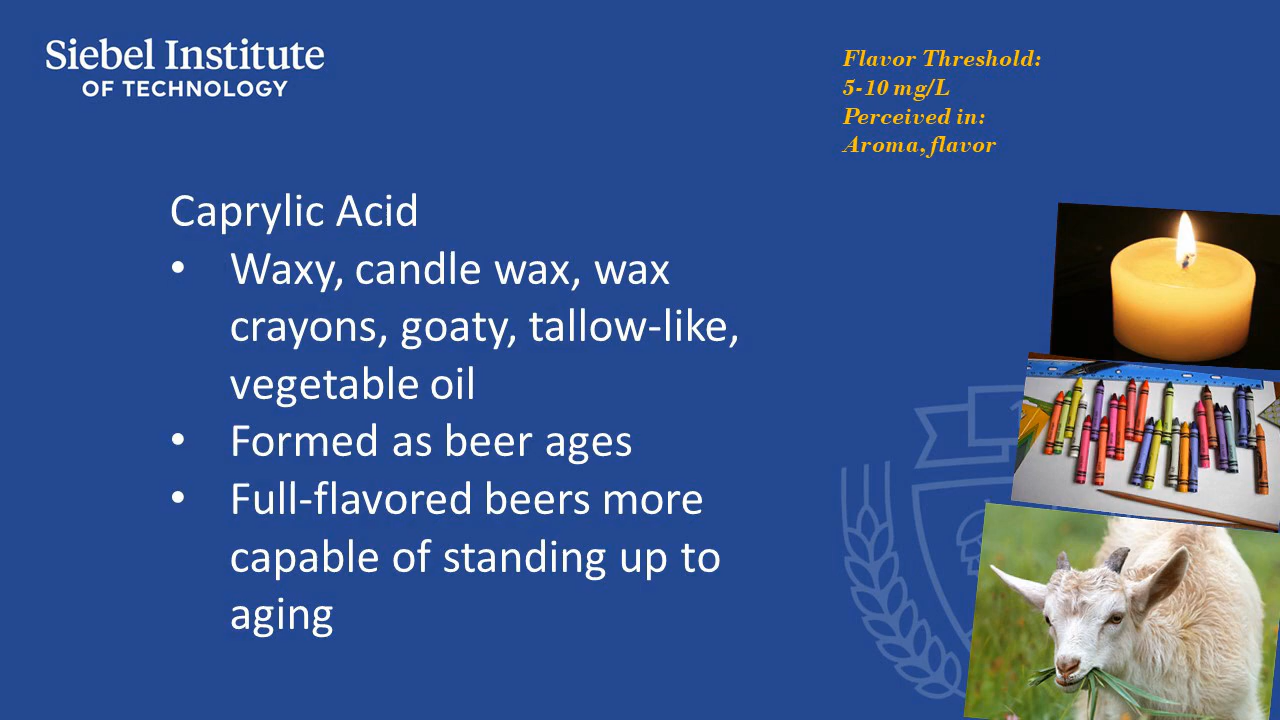 Siebel Institute
OF TECHNOLOGY
Flavor Threshold:
5-10 mg/L
Perceived in:
Aroma, flavor
Caprylic Acid
• Waxy, candle wax, wax
crayons, goaty, tallow-like,
vegetable oil
• Formed as beer ages
• Full-flavored beers more
capable of standing up to
aging